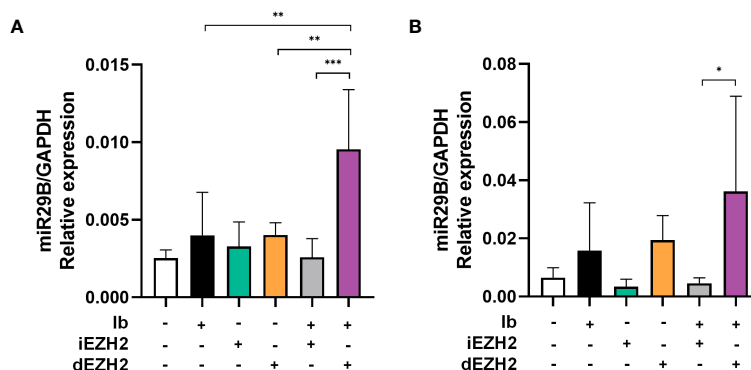 A
** 
**
***
miR29B/GAPDH
Relative expression
0.015
0.010
0.005
0.000
Ib - + - - + +
iEZH2 - - + - + -
dEZH2 - - - + - +
B
*
miR29B/GAPDH
Relative expression
0.08
0.06
0.04
0.02
0.00
Ib - + - - + +
iEZH2 - - + - + -
dEZH2 - - - + - +